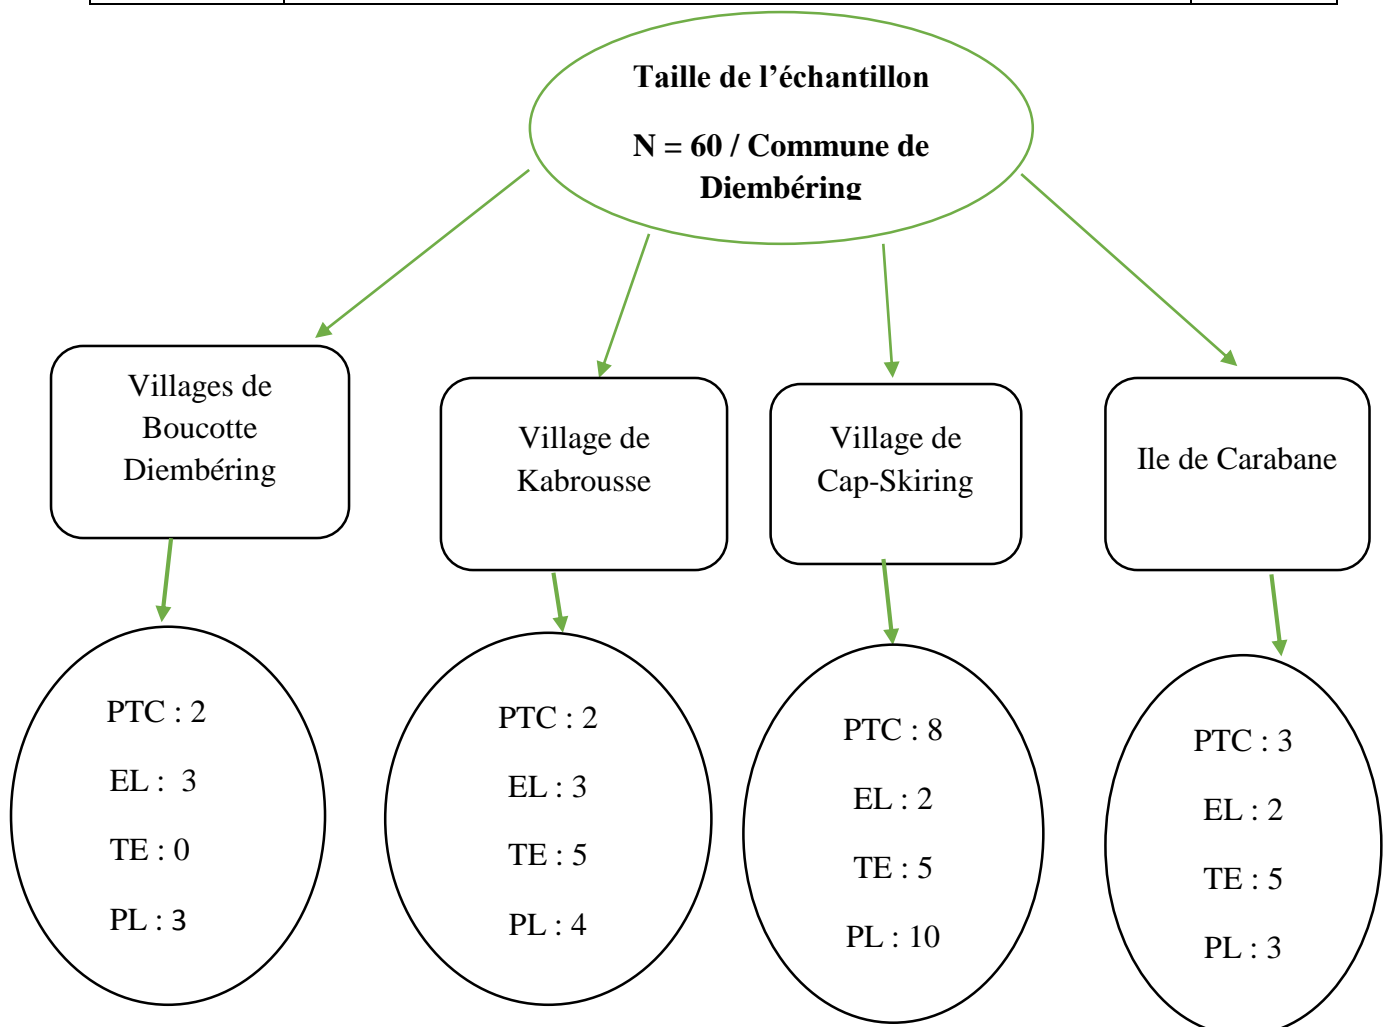 Taille de l’échantillon
N = 60 / Commune de
Diembéring
Villages de
Boucotte
Diembéring
Village de
Kabrousse
Village de
Cap-Skiring
Ile de Carabane
PTC : 2
EL :  3
TE : 0
PL : 3
PTC : 2
EL : 3
TE : 5
PL : 4
PTC : 8
EL : 2
TE : 5
PL : 10
PTC : 3
EL : 2
TE : 5
PL : 3